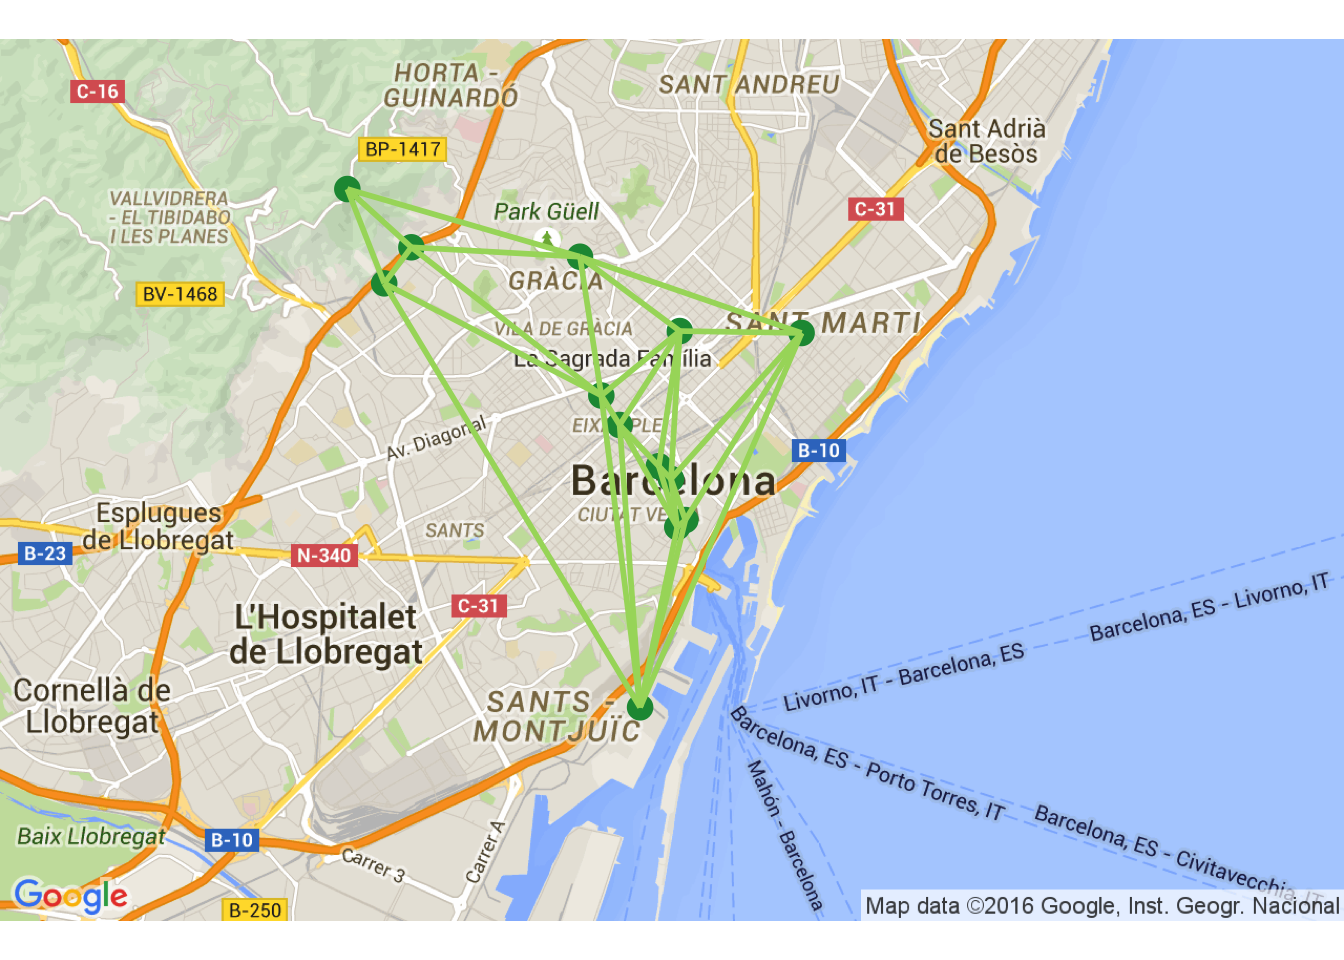 HORTA -
GUINARDÓ
SANT ANDREU
C-16
Sant Adrià
de Besòs
BP-1417
VALLVIDRERA
- EL TIBIDABO
I LES PLANES
Park Güell
C-31
GRÀCIA
BV-1468
VILA DE GRÀCIA
SANT MARTI
La Sagrada Família
EIXAMPLE
Av. Diagonal
B-10
Barcelona
CIUTAT VE
SANTS
Esplugues
de Llobregat
B-23
N-340
C-31
L'Hospitalet
de Llobregat
Barcelona, ES - Livorno, IT
Livorno, IT - Barcelona, ES
Cornellà de
Llobregat
SANTS -
MONTJUÏC
Barcelona, ES - Porto Torres, IT
Mahón - Barcelona
Barcelona, ES - Civitavecchia, IT
Baix Llobregat
B-10
Carrer 3
Carrer A
B-250
Google
Map data ©2016 Google, Inst. Geogr. Nacional